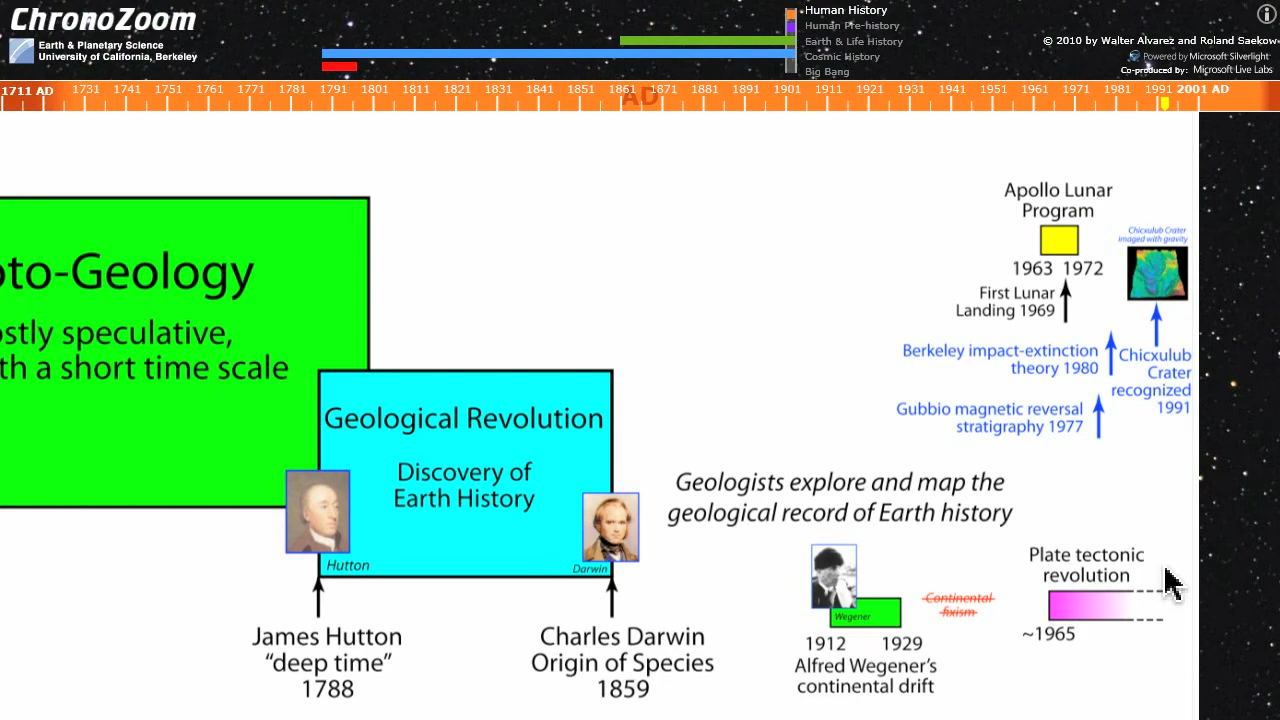 ChronoZoom
Earth & Planetary Science
University of California, Berkeley
Human History
Human Pre-history
Earth & Life History
Cosmic History
Big Bang
© 2010 by Walter Alvarez and Roland Saekow
Powered by Microsoft Silverlight
Co-produced by: Microsoft Live Labs
1711 AD 1731 1741 1751 1761 1771 1781 1791 1801 1811 1821 1831 1841 1851 1861 1871 1881 1891 1901 1911 1921 1931 1941 1951 1961 1971 1981 1991 2001 AD
AD
oto-Geology
ostly speculative,
th a short time scale
Geological Revolution
Discovery of
Earth History
Hutton
Darwin
James Hutton
“deep time”
1788
Charles Darwin
Origin of Species
1859
Apollo Lunar
Program
1963 1972
First Lunar
Landing 1969
Chicxulub Crater
imaged with gravity
Berkeley impact-extinction
theory 1980
Chicxulub
Crater
recognized
1991
Gubbio magnetic reversal
stratigraphy 1977
Geologists explore and map the
geological record of Earth history
Wegener
1912 1929
Alfred Wegener’s
continental drift
Continental
fixism
Plate tectonic
revolution
~1965